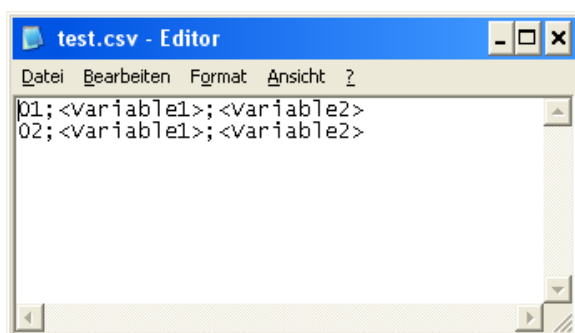 test.csv - Editor
Datei Bearbeiten Format Ansicht ?
01;<Variable1>;<Variable2>
02;<Variable1>;<Variable2>